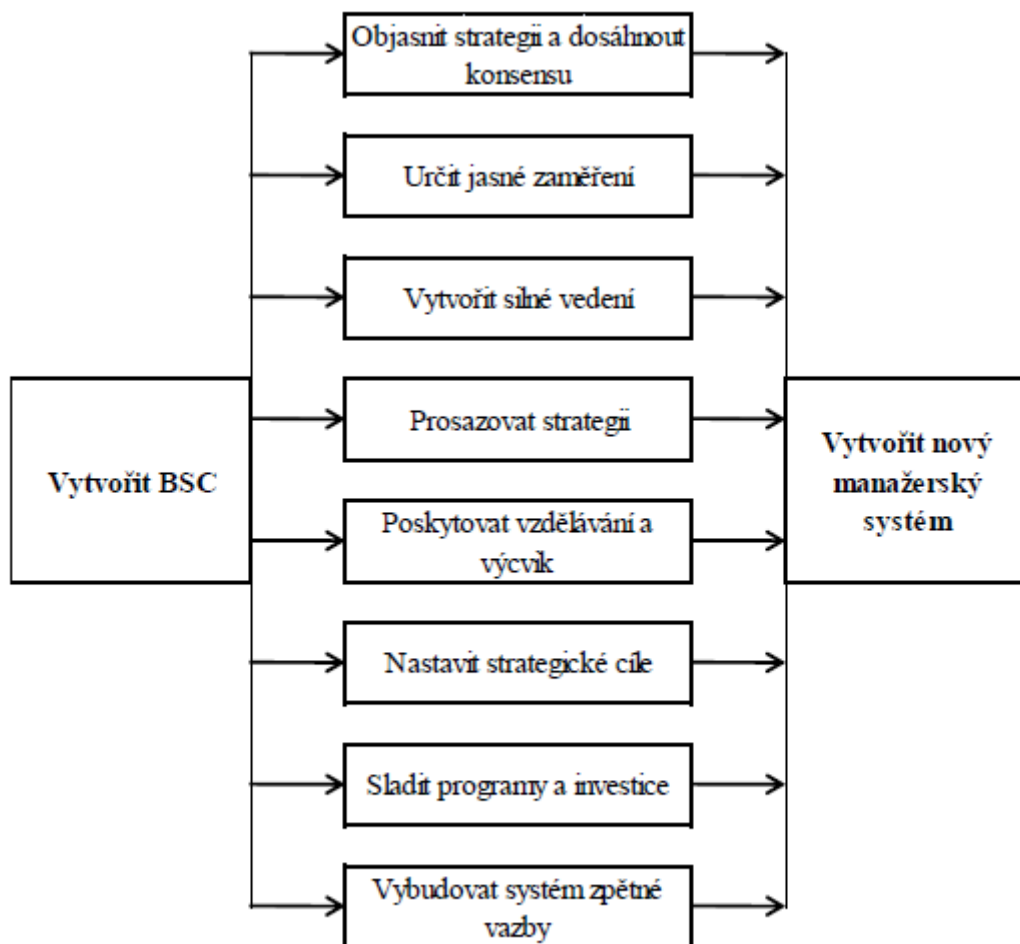 Objasnit strategii a dosáhnout
konsensu
Určit jasné zaměření
Vytvořit silné vedení
Prosazovat strategii
Vytvořit BSC
Vytvořit nový
manažerský
systém
Poskytovat vzdělávání a
výcvik
Nastavit strategické cíle
Sladit programy a investice
Vybudovat systém zpětné
vazby